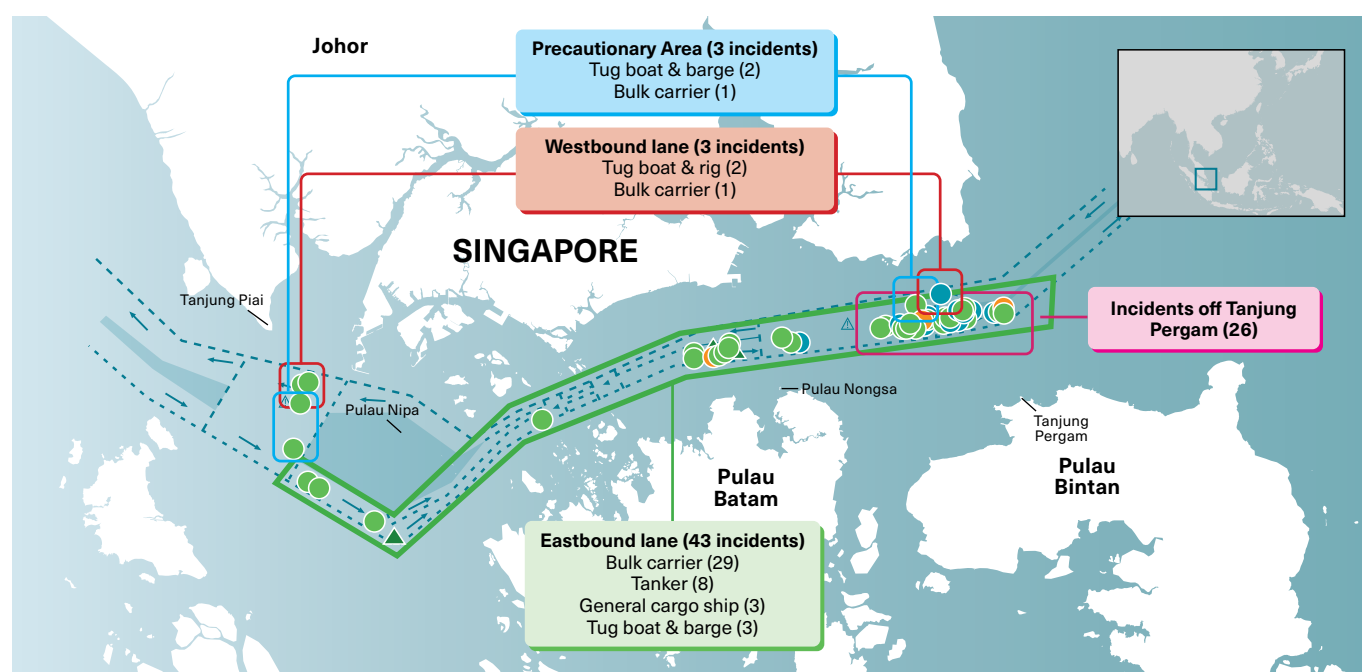 Johor
Precautionary Area (3 incidents)
Tug boat & barge (2)
Bulk carrier (1)
Westbound lane (3 incidents)
Tug boat & rig (2)
Bulk carrier (1)
SINGAPORE
Tanjung Piai
Incidents off Tanjung
Pergam (26)
Pulau Nipa
Pulau Nongsa
Tanjung
Pergam
Pulau
Batam
Pulau
Bintan
Eastbound lane (43 incidents)
Bulk carrier (29)
Tanker (8)
General cargo ship (3)
Tug boat & barge (3)